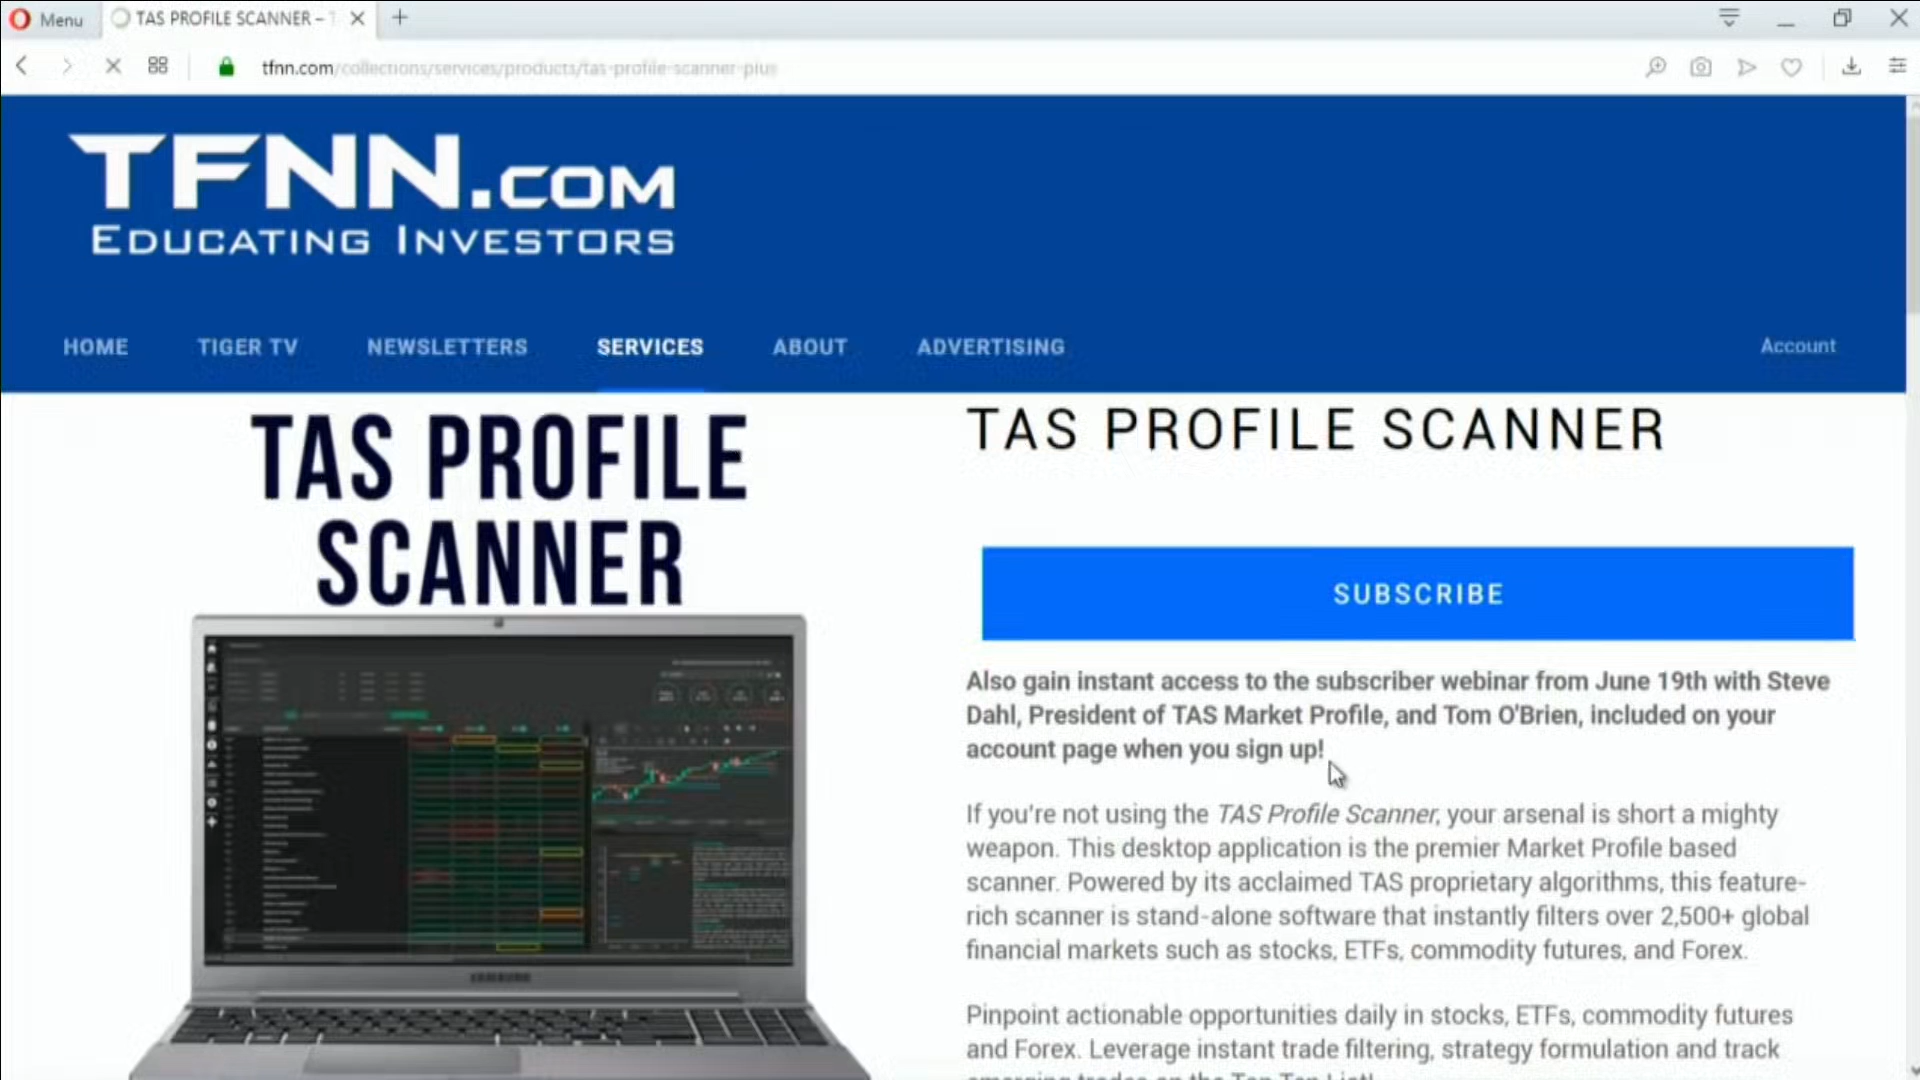 Menu
TAS PROFILE SCANNER – T
tfnn.com/collections/services/products/tas-profile-scanner-plus
TFNN.COM
EDUCATING INVESTORS
HOME TIGER TV NEWSLETTERS SERVICES ABOUT ADVERTISING Account
TAS PROFILE
SCANNER
SAMSUNG
TAS PROFILE SCANNER
SUBSCRIBE
Also gain instant access to the subscriber webinar from June 19th with Steve
Dahl, President of TAS Market Profile, and Tom O'Brien, included on your
account page when you sign up!
If you're not using the TAS Profile Scanner, your arsenal is short a mighty
weapon. This desktop application is the premier Market Profile based
scanner. Powered by its acclaimed TAS proprietary algorithms, this feature-
rich scanner is stand-alone software that instantly filters over 2,500+ global
financial markets such as stocks, ETFs, commodity futures, and Forex.
Pinpoint actionable opportunities daily in stocks, ETFs, commodity futures
and Forex. Leverage instant trade filtering, strategy formulation and track
emerging trades on the Top Ten List!